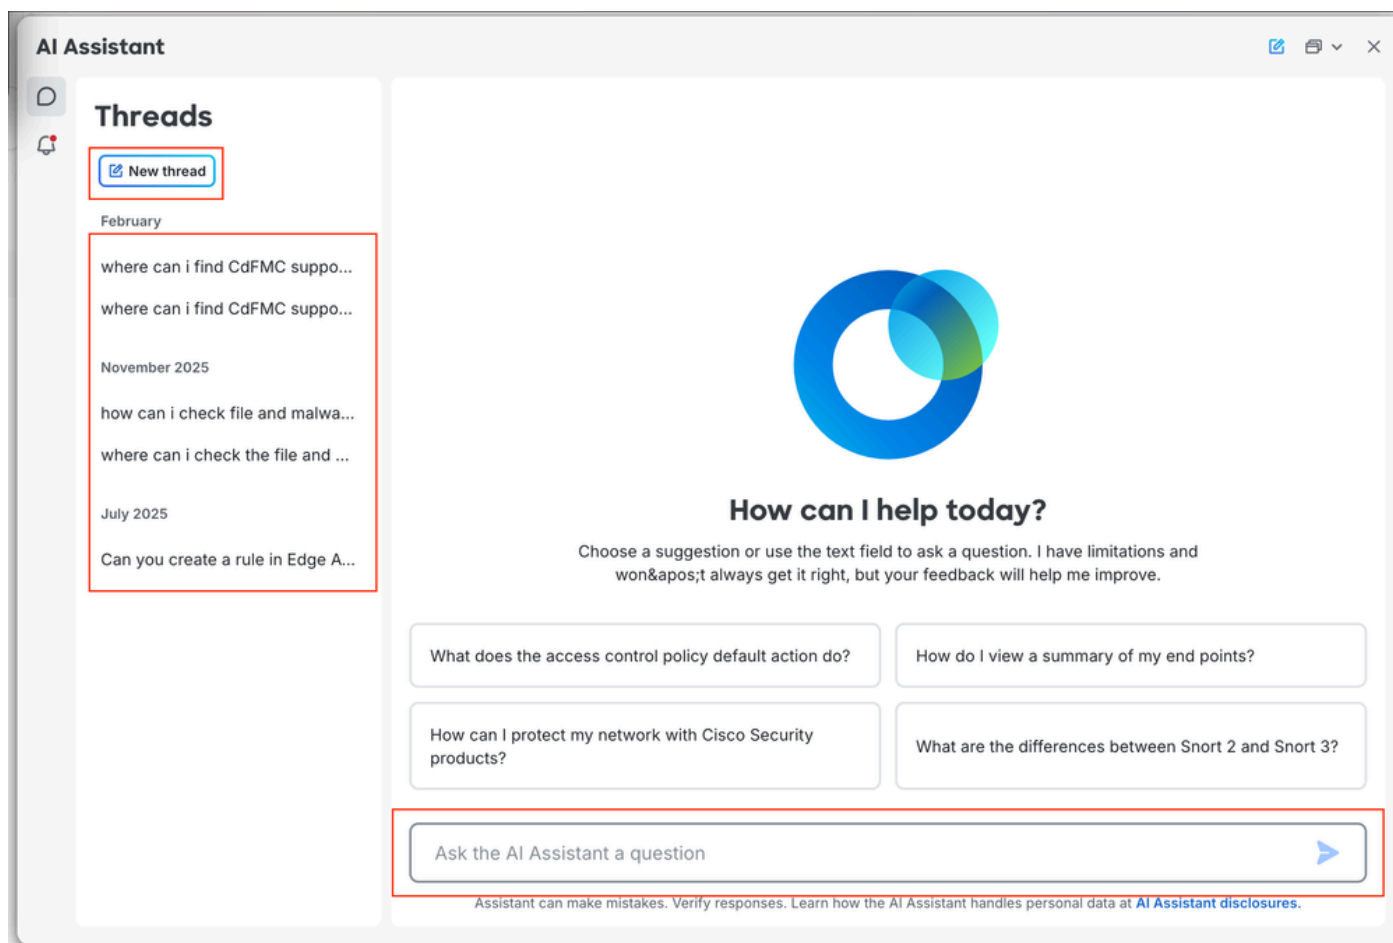 AI Assistant
Threads
New thread
February
where can i find CdFMC suppo...
where can i find CdFMC suppo...
November 2025
how can i check file and malwa...
where can i check the file and ...
July 2025
Can you create a rule in Edge A...
How can I help today?
Choose a suggestion or use the text field to ask a question. I have limitations and
won&apos;t always get it right, but your feedback will help me improve.
What does the access control policy default action do?
How do I view a summary of my end points?
How can I protect my network with Cisco Security
products?
What are the differences between Snort 2 and Snort 3?
Ask the AI Assistant a question
Assistant can make mistakes. Verify responses. Learn how the AI Assistant handles personal data at AI Assistant disclosures.